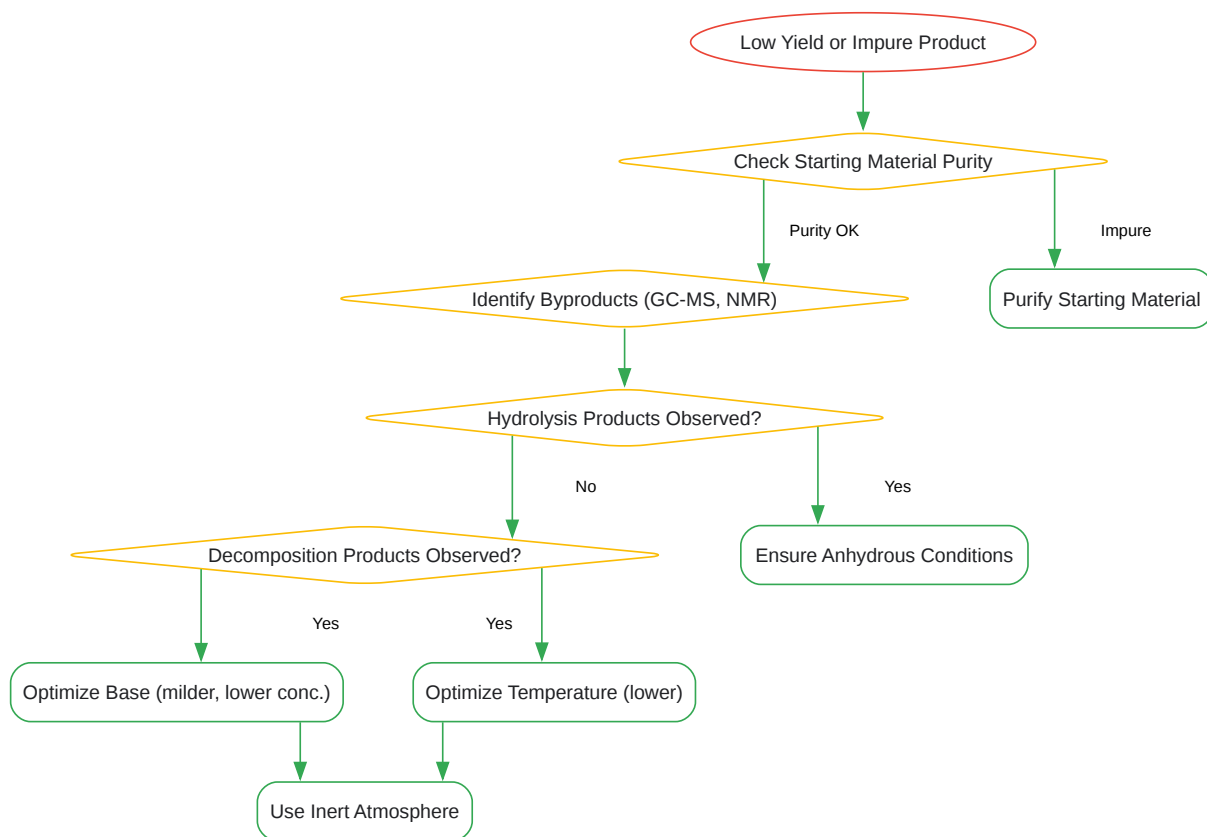 Low Yield or Impure Product
Check Starting Material Purity
Purity OK
Impure
Identify Byproducts (GC-MS, NMR)
Purify Starting Material
Hydrolysis Products Observed?
No
Yes
Decomposition Products Observed?
Ensure Anhydrous Conditions
Yes
Yes
Optimize Base (milder, lower conc.)
Optimize Temperature (lower)
Use Inert Atmosphere